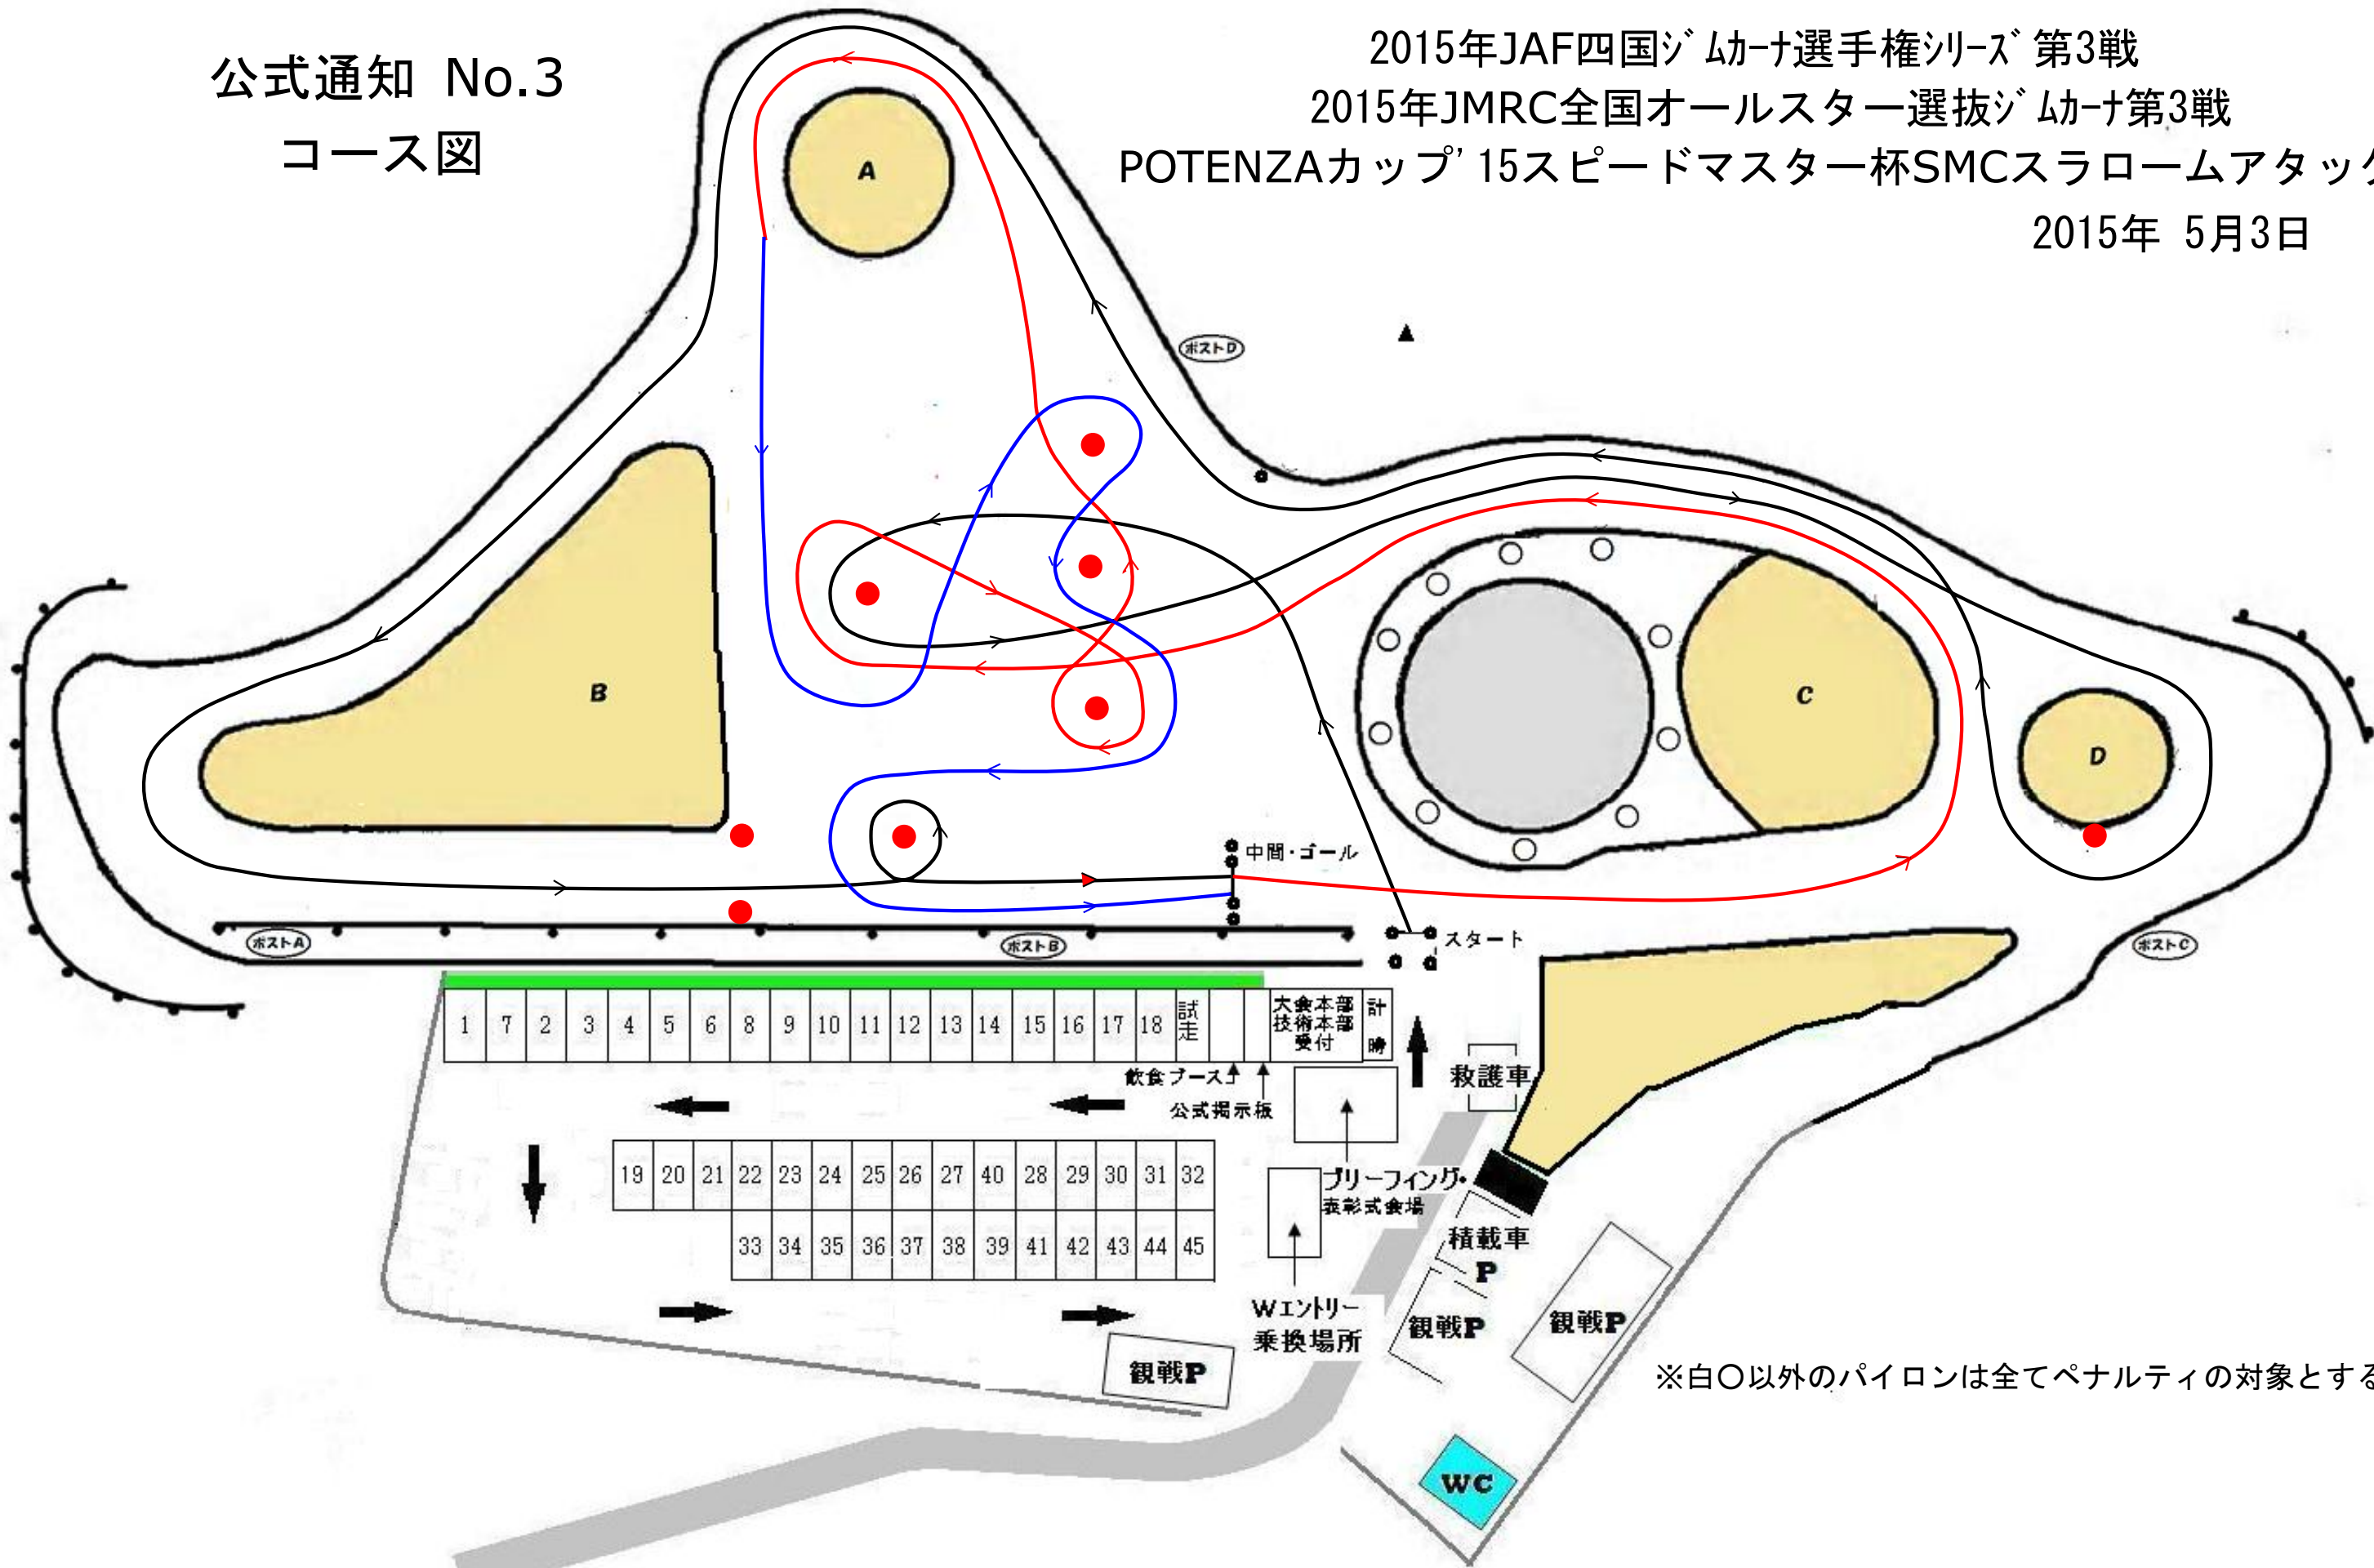 公式通知 No.3
コース図
2015年JAF四国ｼﾞﾑｶｰﾅ選手権ｼﾘｰｽﾞ 第3戦
2015年JMRC全国オールスター選抜ｼﾞﾑｶｰﾅ第3戦
POTENZAカップ'15スピードマスター杯SMCスラロームアタック
2015年 5月3日
A
ポストD
B
C
D
中間・ゴール
ポストA
ポストB
スタート
ポストC
1 7 2 3 4 5 6 8 9 10 11 12 13 14 15 16 17 18 試走
大会本部
技術本部
受付
計時
飲食ブース
公式掲示板
救護車
19 20 21 22 23 24 25 26 27 40 28 29 30 31 32
33 34 35 36 37 38 39 41 42 43 44 45
ブリーフィング・
表彰式会場
積載車
P
Wエントリー
乗換場所
観戦P
観戦P
観戦P
※白〇以外のパイロンは全てペナルティの対象とする
WC